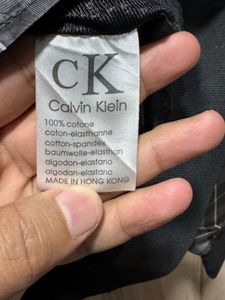 CK
Calvin Klein
100% cotone
coton-elasthanne
cotton-spandex
baumwolle-elasthan
algodon-elastano
algodon-elastano
MADE IN HONG KONG